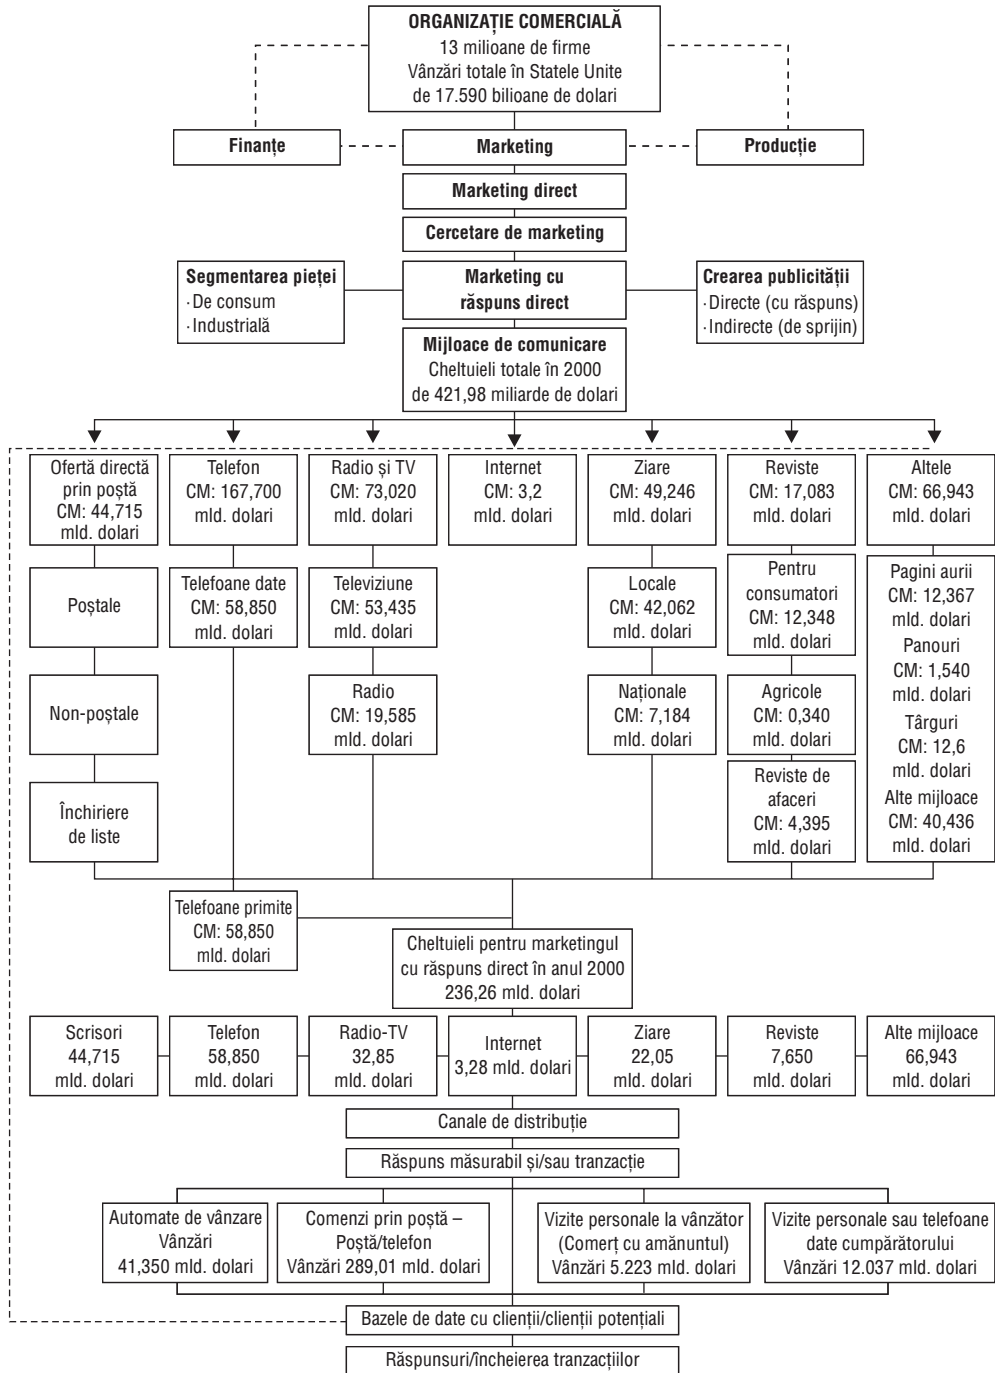 ORGANIZAȚIE COMERCIALĂ
13 milioane de firme
Vânzări totale în Statele Unite
de 17.590 bilioane de dolari
Finanțe
Marketing
Producție
Marketing direct
Cercetare de marketing
Segmentarea pieței
· De consum
· Industrială
Marketing cu
răspuns direct
Crearea publicității
· Directe (cu răspuns)
· Indirecte (de sprijin)
Mijloace de comunicare
Cheltuieli totale în 2000
de 421,98 miliarde de dolari
Ofertă directă
prin poștă
CM: 44,715
mld. dolari
Telefon
CM: 167,700
mld. dolari
Radio și TV
CM: 73,020
mld. dolari
Internet
CM: 3,2
mld. dolari
Ziare
CM: 49,246
mld. dolari
Reviste
CM: 17,083
mld. dolari
Altele
CM: 66,943
mld. dolari
Poștale
Telefoane date
CM: 58,850
mld. dolari
Televiziune
CM: 53,435
mld. dolari
Locale
CM: 42,062
mld. dolari
Pentru
consumatori
CM: 12,348
mld. dolari
Pagini aurii
CM: 12,367
mld. dolari
Panouri
CM: 1,540
mld. dolari
Târguri
CM: 12,6
mld. dolari
Alte mijloace
CM: 40,436
mld. dolari
Non-poștale
Radio
CM: 19,585
mld. dolari
Naționale
CM: 7,184
mld. dolari
Agricole
CM: 0,340
mld. dolari
Închiriere
de liste
Reviste de
afaceri
CM: 4,395
mld. dolari
Telefoane primite
CM: 58,850
mld. dolari
Cheltuieli pentru marketingul
cu răspuns direct în anul 2000
236,26 mld. dolari
Scrisori
44,715
mld. dolari
Telefon
58,850
mld. dolari
Radio-TV
32,85
mld. dolari
Internet
3,28 mld. dolari
Ziare
22,05
mld. dolari
Reviste
7,650
mld. dolari
Alte mijloace
66,943
mld. dolari
Canale de distribuție
Răspuns măsurabil și/sau tranzacție
Automate de vânzare
Vânzări
41,350 mld. dolari
Comenzi prin poștă –
Poștă/telefon
Vânzări 289,01 mld. dolari
Vizite personale la vânzător
(Comerț cu amănuntul)
Vânzări 5.223 mld. dolari
Vizite personale sau telefoane
date cumpărătorului
Vânzări 12.037 mld. dolari
Bazele de date cu clienții/clienții potențiali
Răspunsuri/încheierea tranzacțiilor